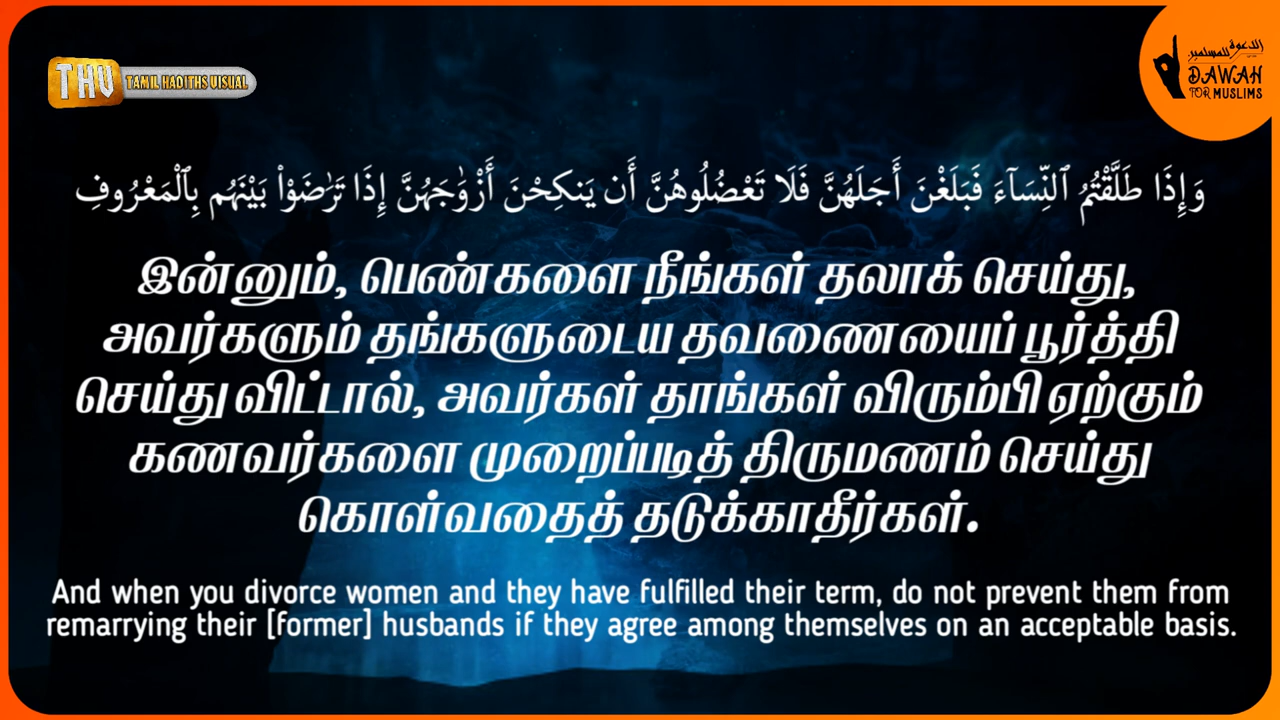 THV
TAMIL HADITHS VISUAL
الدعوة للمسلمين
DAWAH
FOR MUSLIMS
وَإِذَا طَلَّقْتُمُ ٱلنِّسَآءَ فَبَلَغْنَ أَجَلَهُنَّ فَلَا تَعْضُلُوهُنَّ أَن يَنكِحْنَ أَزْوَٰجَهُنَّ إِذَا تَرَٰضَوْا۟ بَيْنَهُم بِٱلْمَعْرُوفِ
இன்னும், பெண்களை நீங்கள் தலாக் செய்து,
அவர்களும் தங்களுடைய தவணையைப் பூர்த்தி
செய்து விட்டால், அவர்கள் தாங்கள் விரும்பி ஏற்கும்
கணவர்களை முறைப்படித் திருமணம் செய்து
கொள்வதைத் தடுக்காதீர்கள்.
And when you divorce women and they have fulfilled their term, do not prevent them from
remarrying their [former] husbands if they agree among themselves on an acceptable basis.